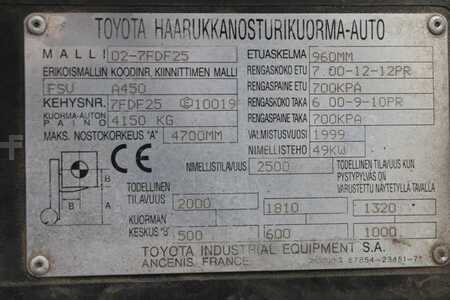 TOYOTA HAARUKKANOSTURIKUORMA-AUTO
MALLI 02-7FDF25
ERIKOISMALLIN KOODINR. KIINNITTIMEN MALLI
FSV A450
KEHYSNR. 7FDF25 ©10019
KUORMA-AUTON PAINO 4150 KG
MAKS. NOSTOKORKEUS "A" 4700MM
ETUASKELMA 960MM
RENGASKOKO ETU 7.00-12-12PR
RENGASPAINE ETU 700KPA
RENGASKOKO TAKA 6 00-9-10PR
RENGASPAINE TAKA 700KPA
VALMISTUSVUOSI 1999
NIMELLISTEHO 49KW
CE
NIMELLISTILAVUUS 2500
TODELLINEN TILAVUUS KUN
PYSTYPYLVÄS ON
VARUSTETTU NÄYTETYLLÄ TAVALLA
B
B A
TODELLINEN
TILAVUUS 2000 1810 1320
KUORMAN
KESKUS "B" 500 600 1000
TOYOTA INDUSTRIAL EQUIPMENT S.A.
ANCENIS, FRANCE